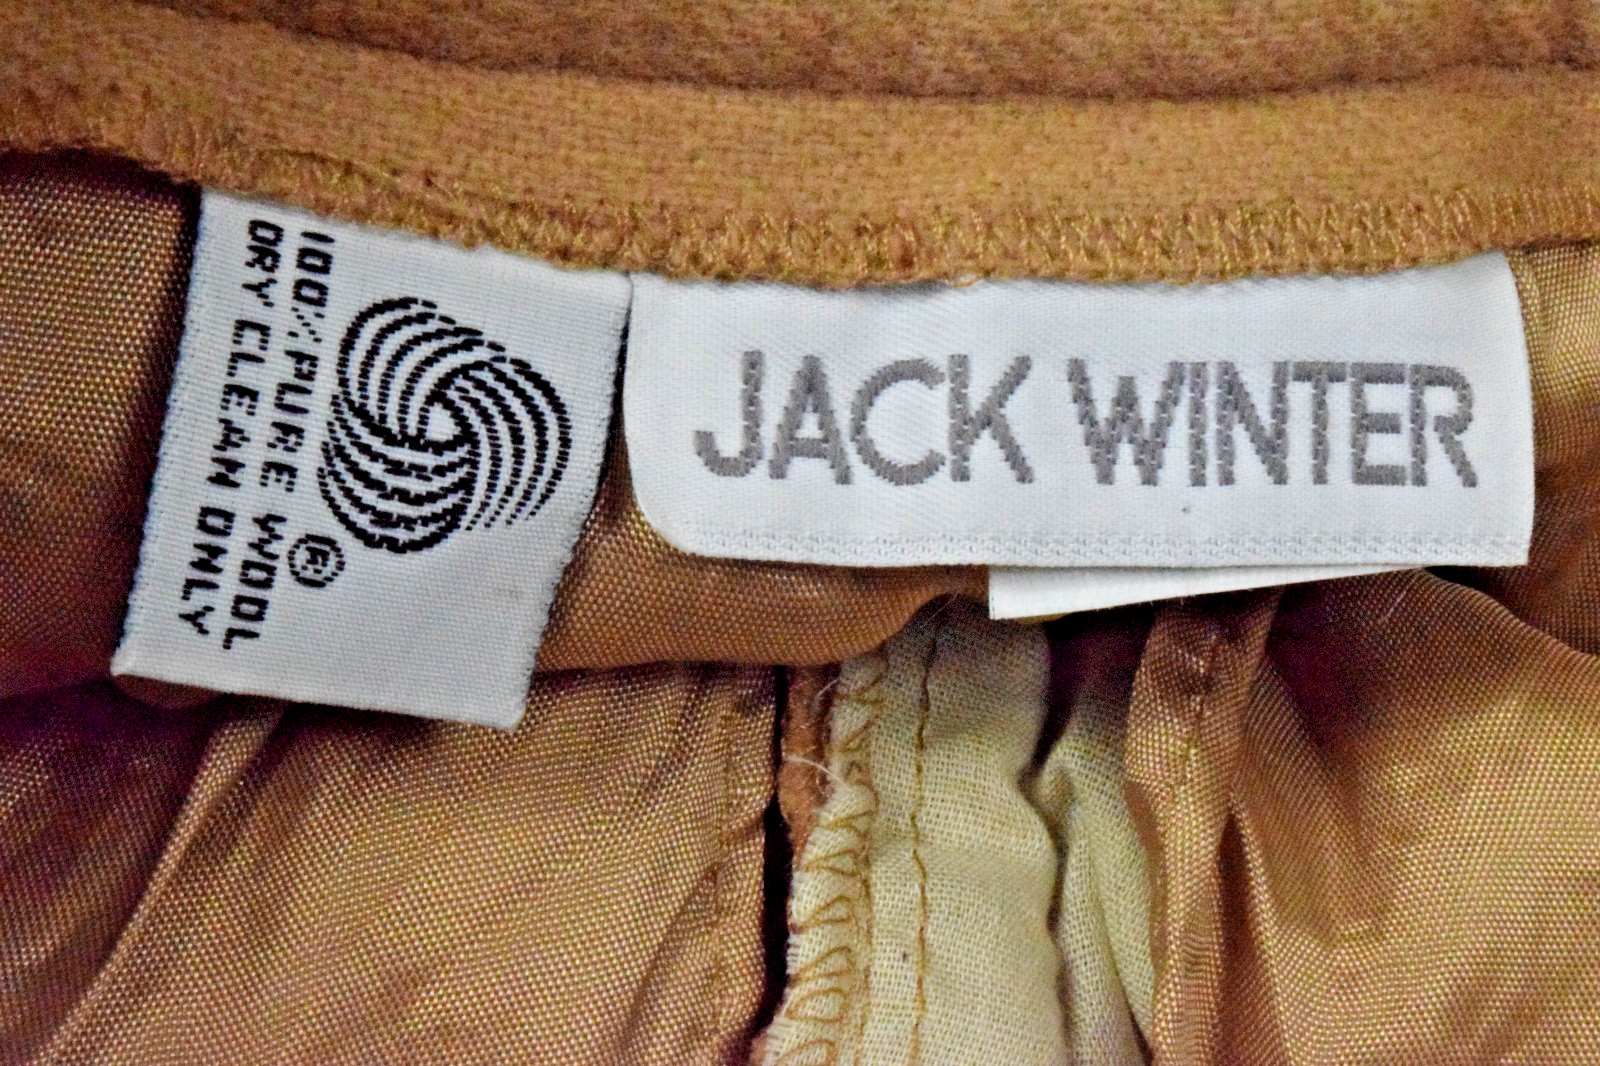 100% PURE WOOL
DRY CLEAN ONLY
®
JACK WINTER